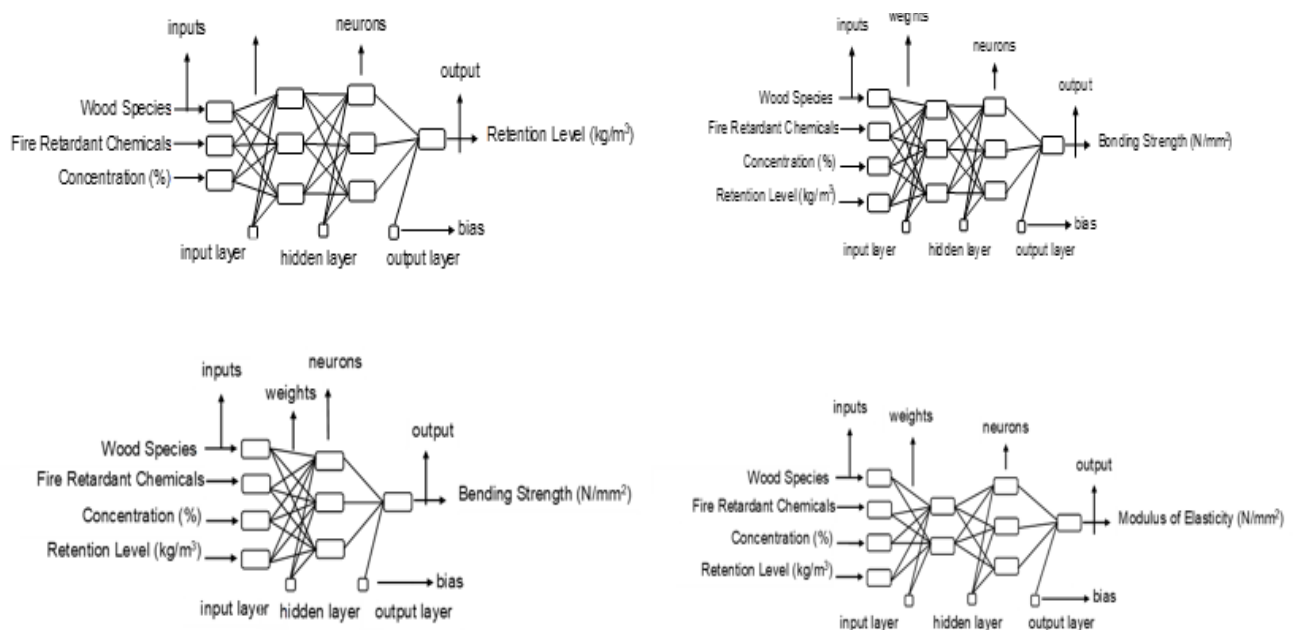 inputs
neurons
output
Wood Species
Fire Retardant Chemicals
Concentration (%)
Retention Level (kg/m³)
bias
input layer
hidden layer
output layer
inputs
weights
neurons
output
Wood Species
Fire Retardant Chemicals
Concentration (%)
Retention Level (kg/m³)
Bonding Strength (N/mm²)
bias
input layer
hidden layer
output layer
inputs
weights
neurons
output
Wood Species
Fire Retardant Chemicals
Concentration (%)
Retention Level (kg/m³)
Bending Strength (N/mm²)
bias
input layer
hidden layer
output layer
inputs
weights
neurons
output
Wood Species
Fire Retardant Chemicals
Concentration (%)
Retention Level (kg/m³)
Modulus of Elasticity (N/mm²)
bias
input layer
hidden layer
output layer